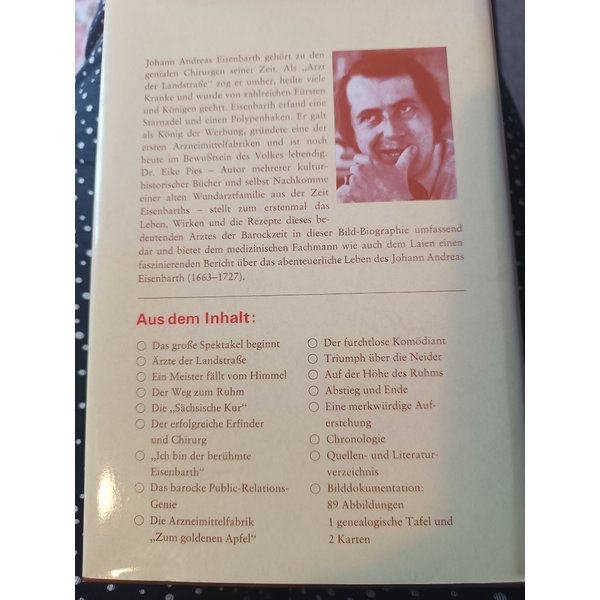 Johann Andreas Eisenbarth gehört zu den
genialen Chirurgen seiner Zeit. Als „Arzt
der Landstraße“ zog er umher, heilte viele
Kranke und wurde von zahlreichen Fürsten
und Königen geehrt. Eisenbarth erfand eine
Starnadel und einen Polypenhaken. Er galt
als König der Werbung, gründete eine der
ersten Arzneimittelfabriken und ist noch
heute im Bewußtsein des Volkes lebendig.
Dr. Eike Pies – Autor mehrerer kultur-
historischer Bücher und selbst Nachkomme
einer alten Wundarztfamilie aus der Zeit
Eisenbarths – stellt zum erstenmal das
Leben, Wirken und die Rezepte dieses be-
deutenden Arztes der Barockzeit in dieser Bild-Biographie umfassend
dar und bietet dem medizinischen Fachmann wie auch dem Laien einen
faszinierenden Bericht über das abenteuerliche Leben des Johann Andreas
Eisenbarth (1663–1727).
Aus dem Inhalt:
Das große Spektakel beginnt
Ärzte der Landstraße
Ein Meister fällt vom Himmel
Der Weg zum Ruhm
Die „Sächsische Kur“
Der erfolgreiche Erfinder
und Chirurg
„Ich bin der berühmte
Eisenbarth“
Das barocke Public-Relations-
Genie
Die Arzneimittelfabrik
„Zum goldenen Apfel“
Der furchtlose Komödiant
Triumph über die Neider
Auf der Höhe des Ruhms
Abstieg und Ende
Eine merkwürdige Auf-
erstehung
Chronologie
Quellen- und Literatur-
verzeichnis
Bilddokumentation:
89 Abbildungen
1 genealogische Tafel und
2 Karten